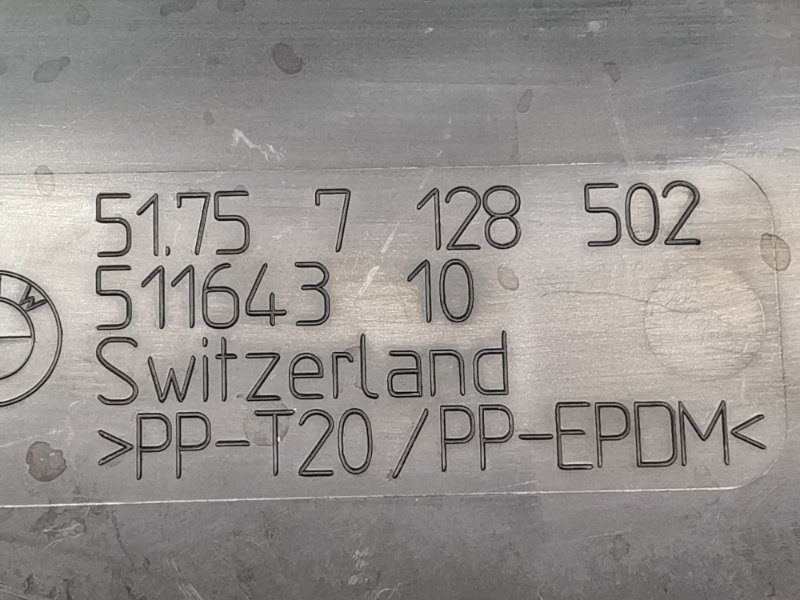 51.75 7 128 502
511643 10
W
Switzerland
>PP-T20/PP-EPDM<